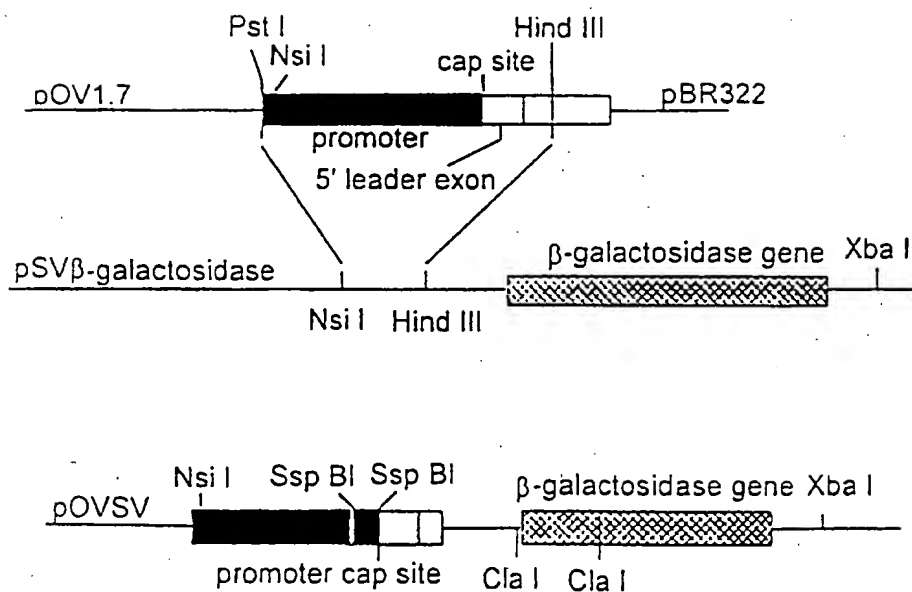 Pst I
Nsi I
cap site
Hind III
pOV1.7
pBR322
promoter
5' leader exon
pSVβ-galactosidase
β-galactosidase gene
Xba I
Nsi I
Hind III
Nsi I
Ssp BI
Ssp BI
β-galactosidase gene
Xba I
pOVSV
promoter
cap site
Cla I
Cla I